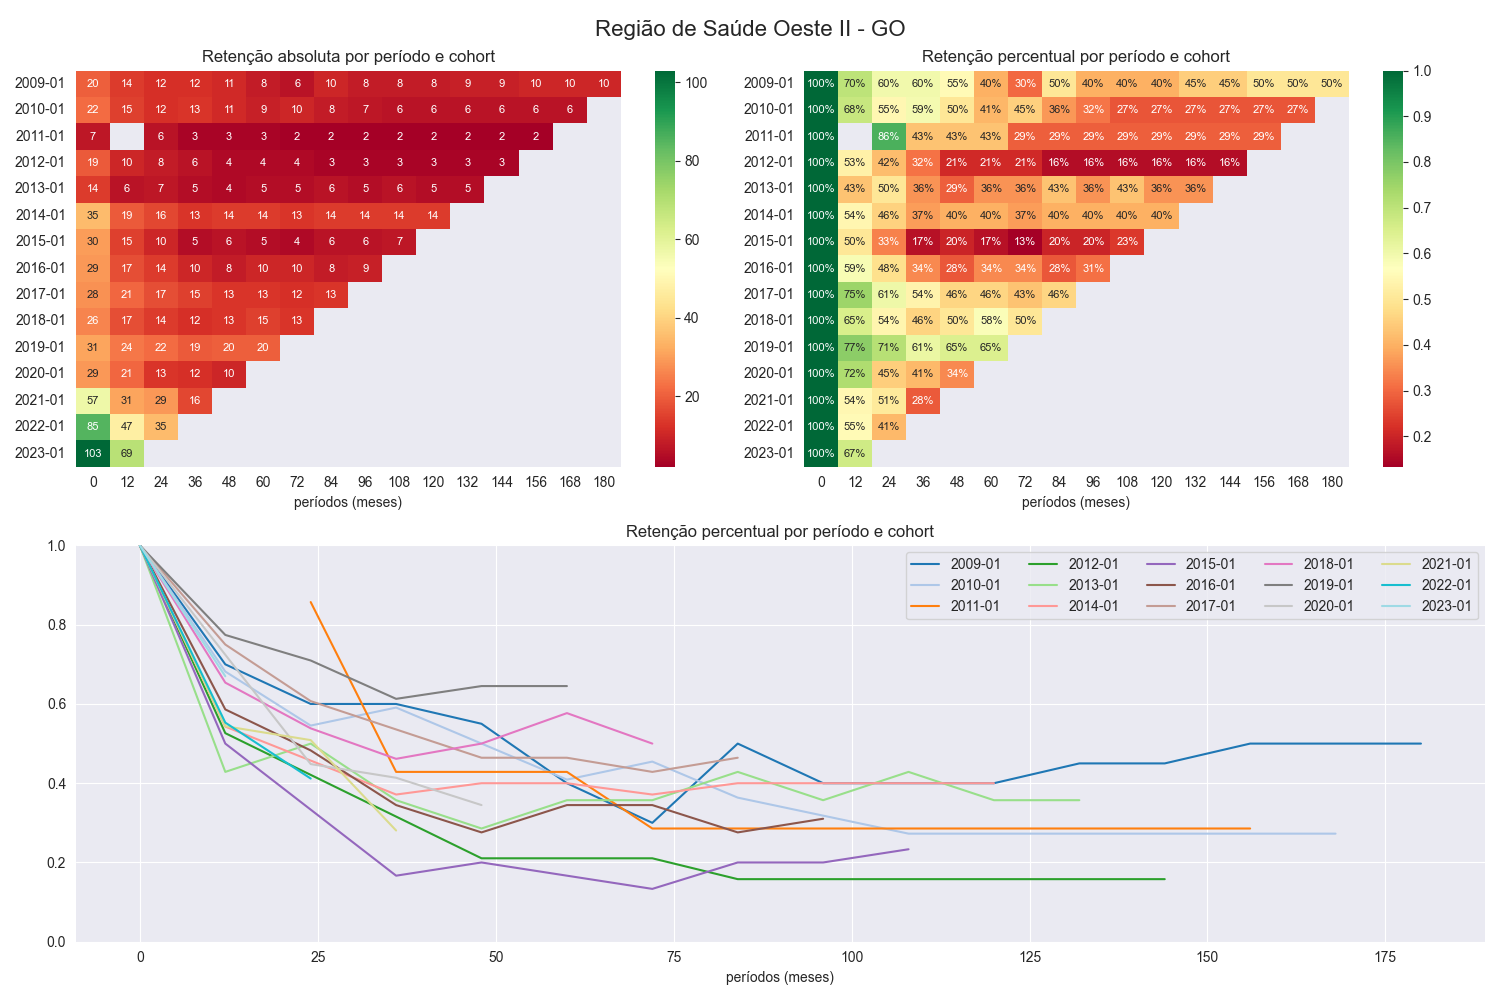 Região de Saúde Oeste II - GO
Retenção absoluta por período e cohort
2009-01 20 14 12 12 11 8 6 10 8 8 8 9 9 10 10 10
2010-01 22 15 12 13 11 9 10 8 7 6 6 6 6 6 6
2011-01 7 6 3 3 3 2 2 2 2 2 2 2 2
2012-01 19 10 8 6 4 4 4 3 3 3 3 3 3
2013-01 14 6 7 5 4 5 5 6 5 6 5 5
2014-01 35 19 16 13 14 14 13 14 14 14 14
2015-01 30 15 10 5 6 5 4 6 6 7
2016-01 29 17 14 10 8 10 10 8 9
2017-01 28 21 17 15 13 13 12 13
2018-01 26 17 14 12 13 15 13
2019-01 31 24 22 19 20 20
2020-01 29 21 13 12 10
2021-01 57 31 29 16
2022-01 85 47 35
2023-01 103 69
0 12 24 36 48 60 72 84 96 108 120 132 144 156 168 180
períodos (meses)
100
80
60
40
20
Retenção percentual por período e cohort
2009-01 100% 70% 60% 60% 55% 40% 30% 50% 40% 40% 40% 45% 45% 50% 50% 50%
2010-01 100% 68% 55% 59% 50% 41% 45% 36% 32% 27% 27% 27% 27% 27% 27%
2011-01 100% 86% 43% 43% 43% 29% 29% 29% 29% 29% 29% 29% 29%
2012-01 100% 53% 42% 32% 21% 21% 21% 16% 16% 16% 16% 16% 16%
2013-01 100% 43% 50% 36% 29% 36% 36% 43% 36% 43% 36% 36%
2014-01 100% 54% 46% 37% 40% 40% 37% 40% 40% 40% 40%
2015-01 100% 50% 33% 17% 20% 17% 13% 20% 20% 23%
2016-01 100% 59% 48% 34% 28% 34% 34% 28% 31%
2017-01 100% 75% 61% 54% 46% 46% 43% 46%
2018-01 100% 65% 54% 46% 50% 58% 50%
2019-01 100% 77% 71% 61% 65% 65%
2020-01 100% 72% 45% 41% 34%
2021-01 100% 54% 51% 28%
2022-01 100% 55% 41%
2023-01 100% 67%
0 12 24 36 48 60 72 84 96 108 120 132 144 156 168 180
períodos (meses)
1.0
0.9
0.8
0.7
0.6
0.5
0.4
0.3
0.2
Retenção percentual por período e cohort
1.0
0.8
0.6
0.4
0.2
0.0
2009-01 2012-01 2015-01 2018-01 2021-01
2010-01 2013-01 2016-01 2019-01 2022-01
2011-01 2014-01 2017-01 2020-01 2023-01
0 25 50 75 100 125 150 175
períodos (meses)